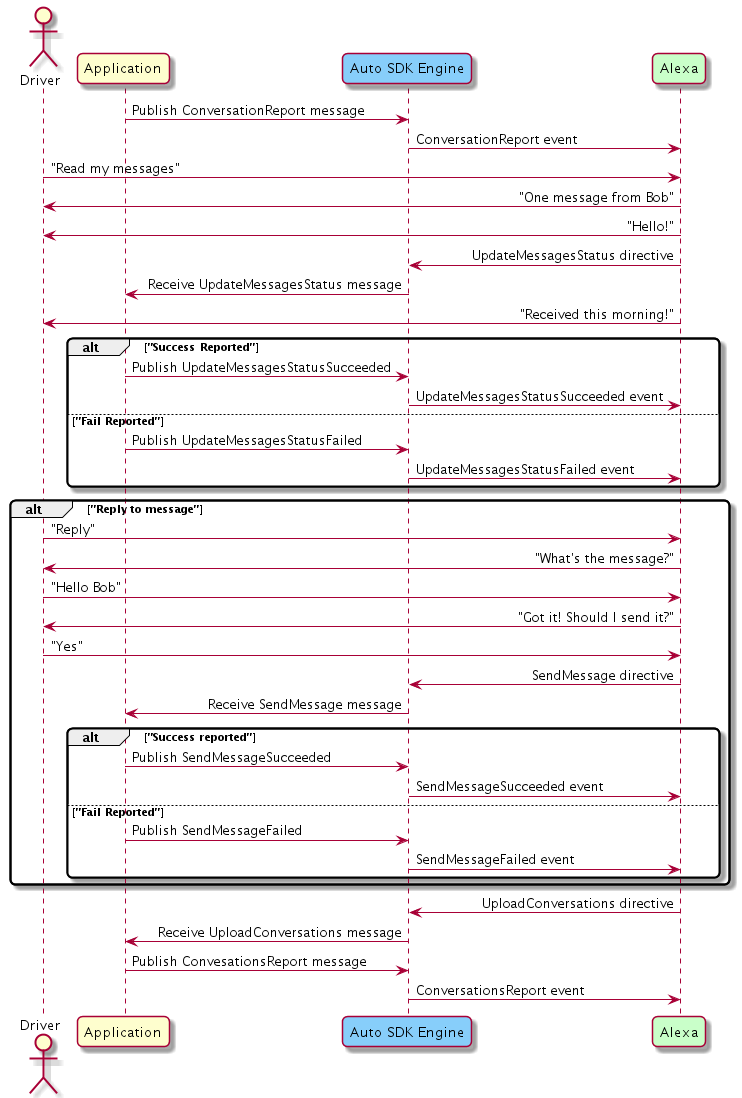 Driver
Application
Auto SDK Engine
Alexa
Publish ConversationReport message
ConversationReport event
"Read my messages"
"One message from Bob"
"Hello!"
UpdateMessagesStatus directive
Receive UpdateMessagesStatus message
"Received this morning!"
alt ["Success Reported"]
Publish UpdateMessagesStatusSucceeded
UpdateMessagesStatusSucceeded event
["Fail Reported"]
Publish UpdateMessagesStatusFailed
UpdateMessagesStatusFailed event
alt ["Reply to message"]
"Reply"
"What's the message?"
"Hello Bob"
"Got it! Should I send it?"
"Yes"
SendMessage directive
Receive SendMessage message
alt ["Success reported"]
Publish SendMessageSucceeded
SendMessageSucceeded event
["Fail Reported"]
Publish SendMessageFailed
SendMessageFailed event
UploadConversations directive
Receive UploadConversations message
Publish ConvesationsReport message
ConversationsReport event
Driver
Application
Auto SDK Engine
Alexa